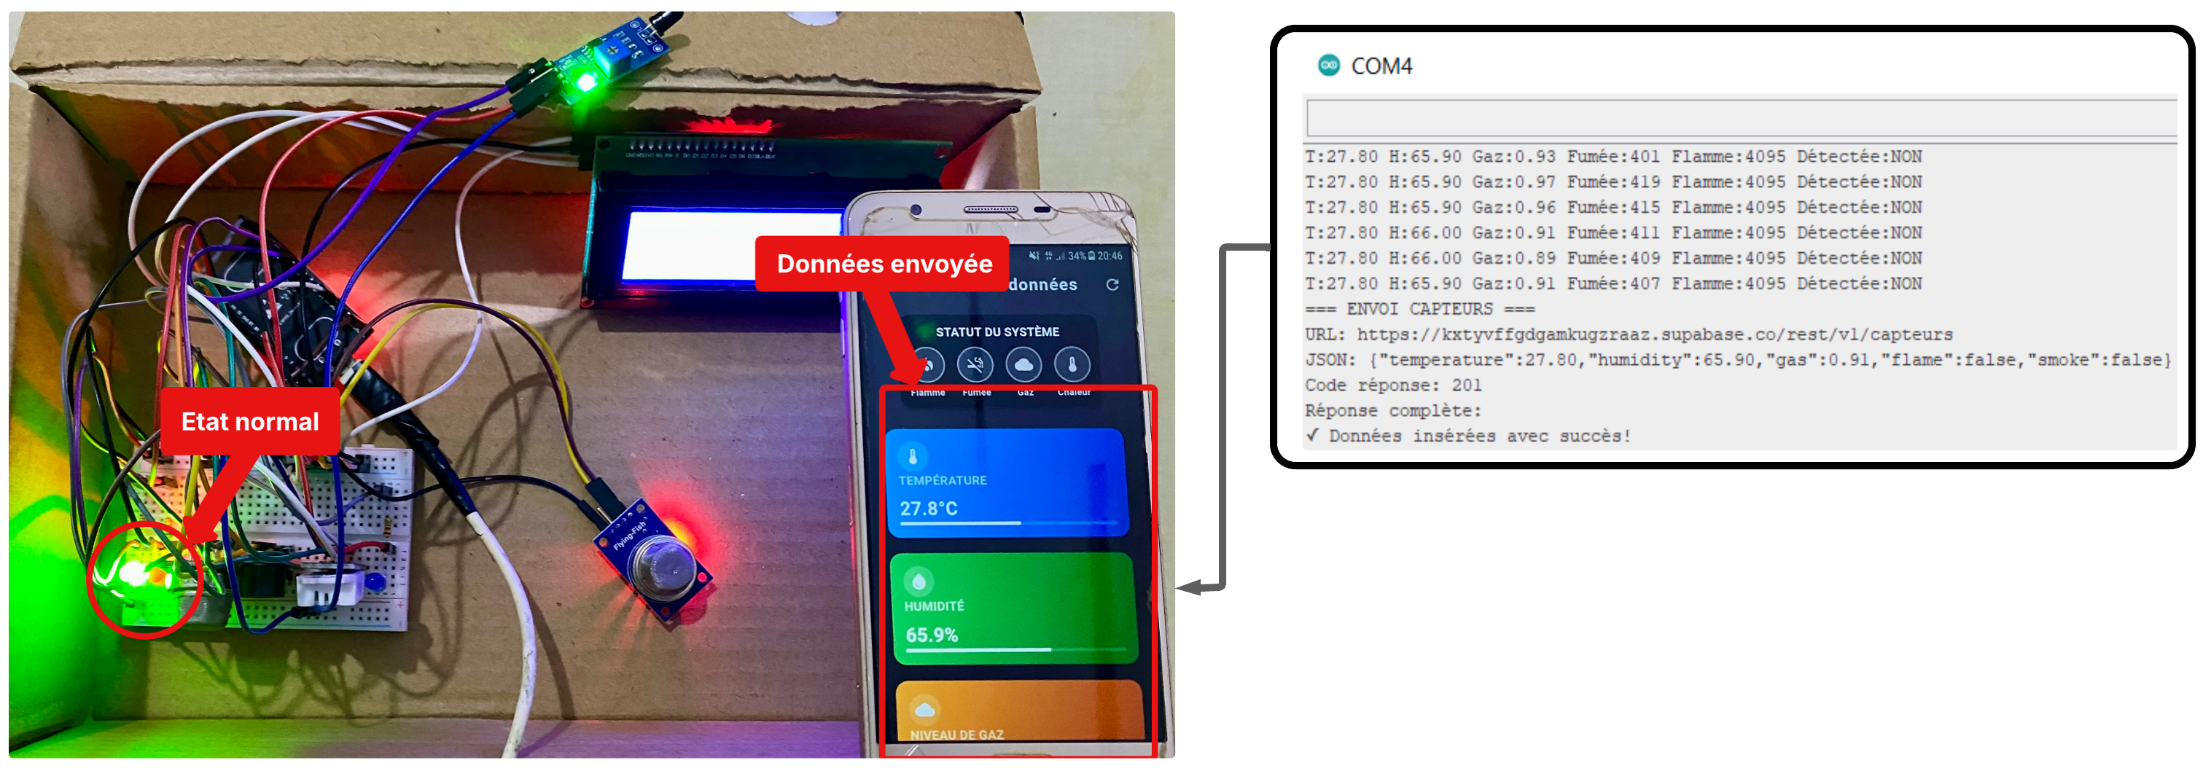 Données envoyée
34% 20:46
données
STATUT DU SYSTÈME
Flamme
Fumée
Gaz
Chaleur
TEMPÉRATURE
27.8°C
HUMIDITÉ
65.9%
NIVEAU DE GAZ
Etat normal
Flying-Fish
COM4
T:27.80 H:65.90 Gaz:0.93 Fumée:401 Flamme:4095 Détectée:NON
T:27.80 H:65.90 Gaz:0.97 Fumée:419 Flamme:4095 Détectée:NON
T:27.80 H:65.90 Gaz:0.96 Fumée:415 Flamme:4095 Détectée:NON
T:27.80 H:66.00 Gaz:0.91 Fumée:411 Flamme:4095 Détectée:NON
T:27.80 H:66.00 Gaz:0.89 Fumée:409 Flamme:4095 Détectée:NON
T:27.80 H:65.90 Gaz:0.91 Fumée:407 Flamme:4095 Détectée:NON
=== ENVOI CAPTEURS ===
URL: https://kxtyvffgdgamkugzraaz.supabase.co/rest/v1/capteurs
JSON: {"temperature":27.80,"humidity":65.90,"gas":0.91,"flame":false,"smoke":false}
Code réponse: 201
Réponse complète:
✓ Données insérées avec succès!